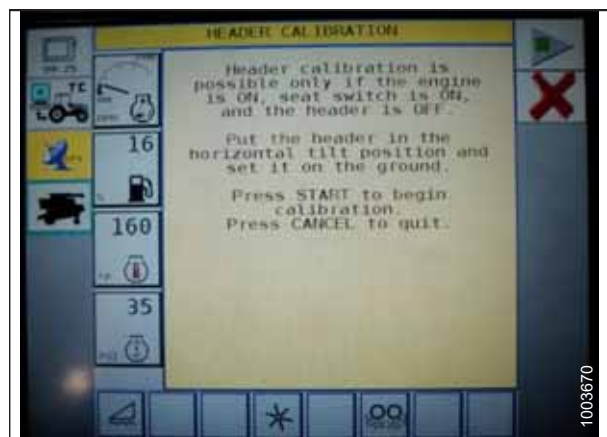 HEADER CALIBRATION
Header calibration is
possible only if the engine
is ON, seat switch is ON,
and the header is OFF.
Put the header in the
horizontal tilt position and
set it on the ground.
Press START to begin
calibration.
Press CANCEL to quit.
TC
16
160
°F
35
PSI
1003670